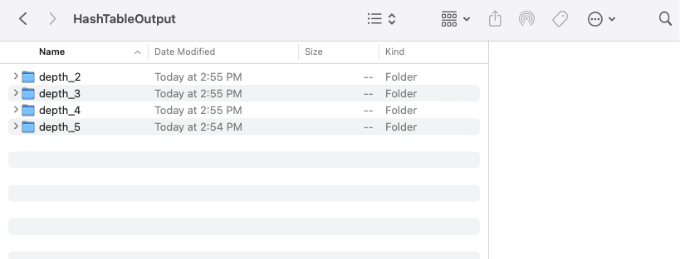 HashTableOutput
Name Date Modified Size Kind
depth_2 Today at 2:55 PM -- Folder
depth_3 Today at 2:55 PM -- Folder
depth_4 Today at 2:55 PM -- Folder
depth_5 Today at 2:54 PM -- Folder